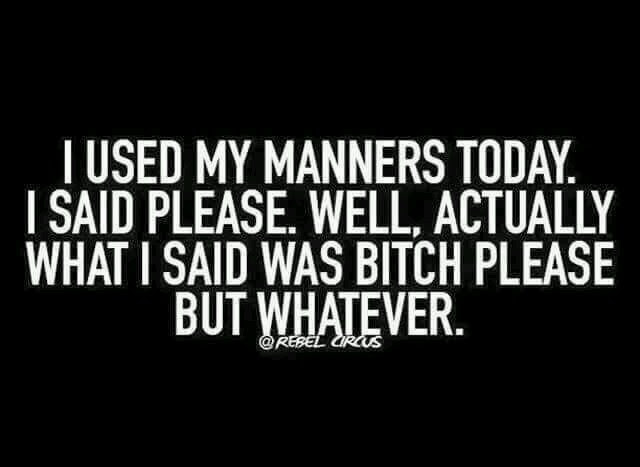 I USED MY MANNERS TODAY.
I SAID PLEASE. WELL, ACTUALLY
WHAT I SAID WAS BITCH PLEASE
BUT WHATEVER.
@REBEL CIRCUS